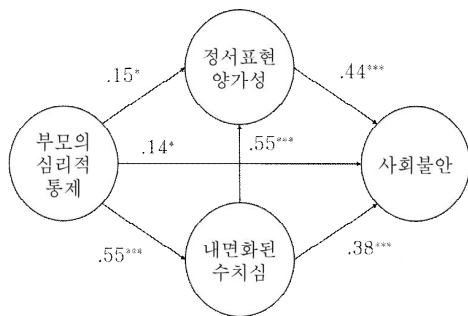 정서표현
양가성
.15*
.44***
부모의
심리적
통제
.14*
.55***
사회불안
.55***
내면화된
수치심
.38***